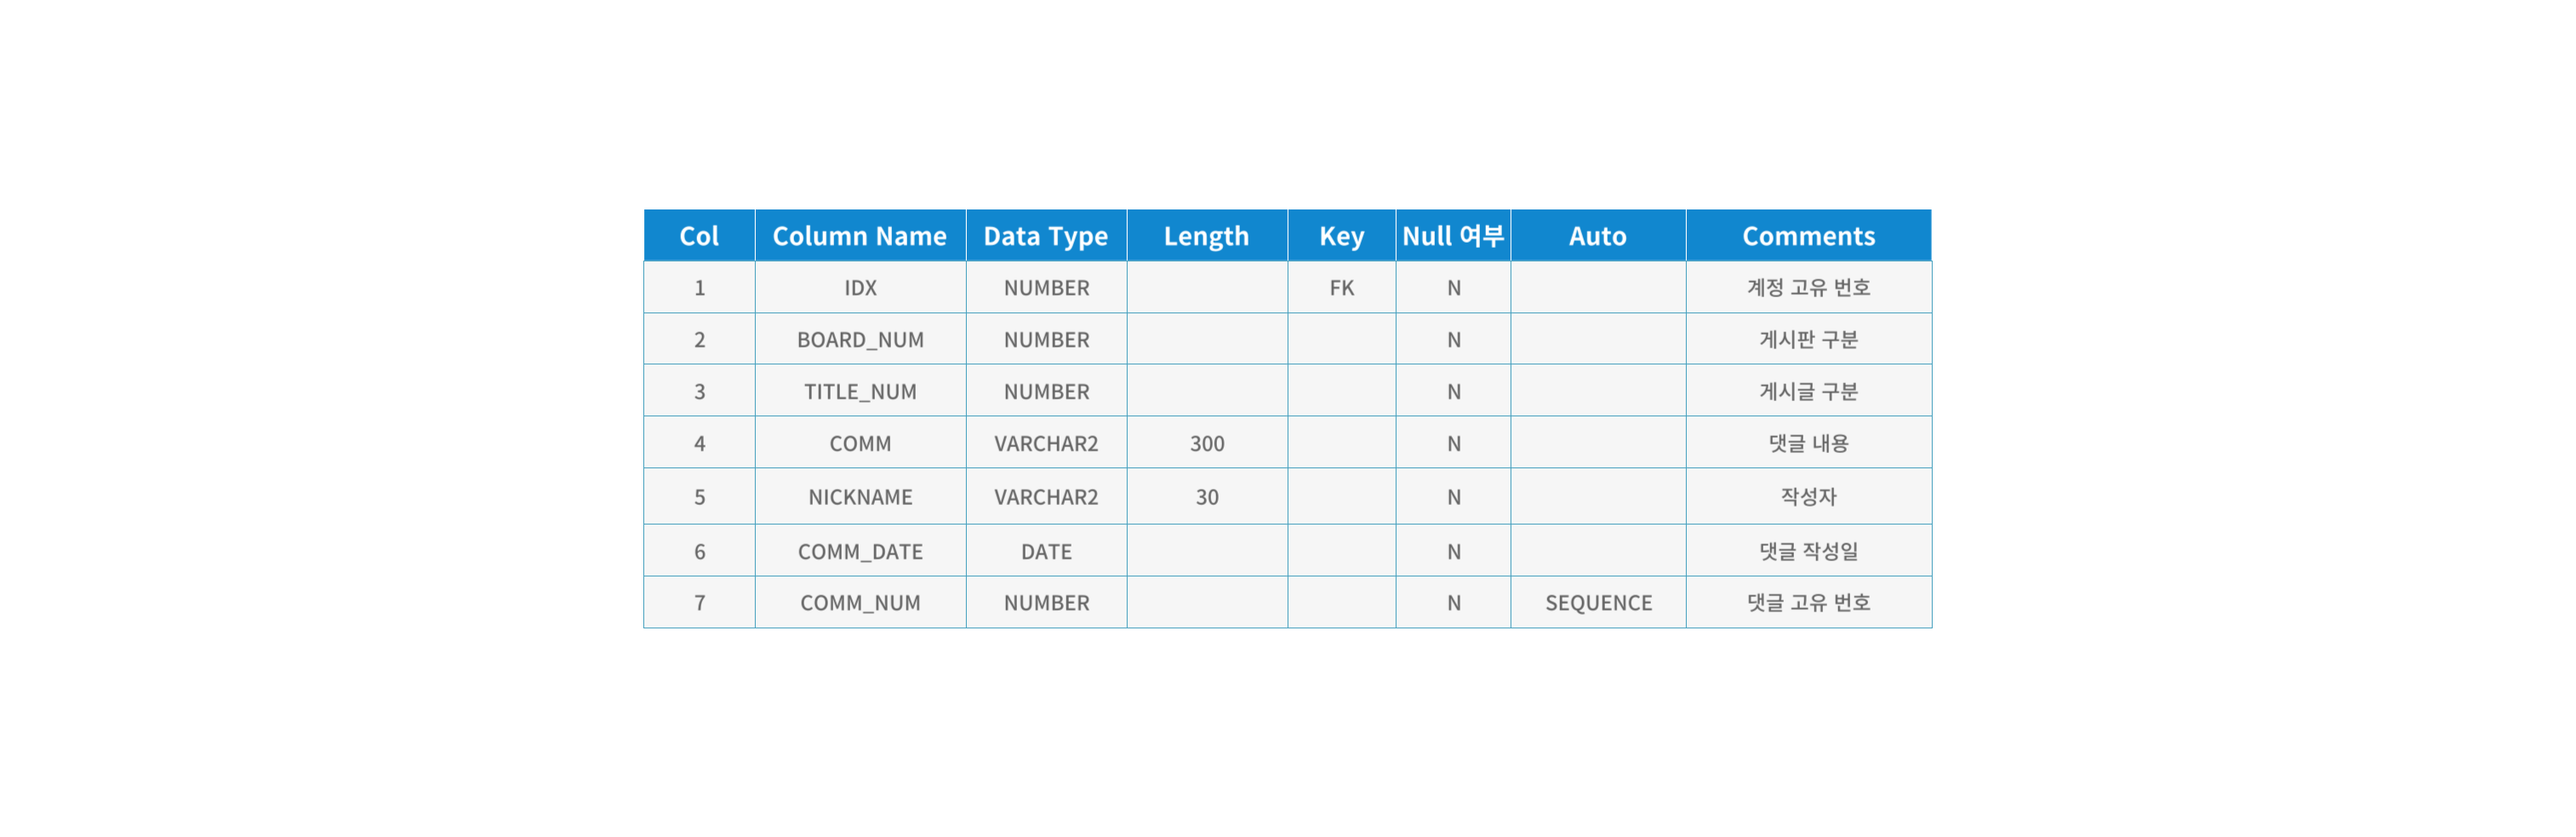 Col Column Name Data Type Length Key Null 여부 Auto Comments
1 IDX NUMBER FK N 계정 고유 번호
2 BOARD_NUM NUMBER N 게시판 구분
3 TITLE_NUM NUMBER N 게시글 구분
4 COMM VARCHAR2 300 N 댓글 내용
5 NICKNAME VARCHAR2 30 N 작성자
6 COMM_DATE DATE N 댓글 작성일
7 COMM_NUM NUMBER N SEQUENCE 댓글 고유 번호